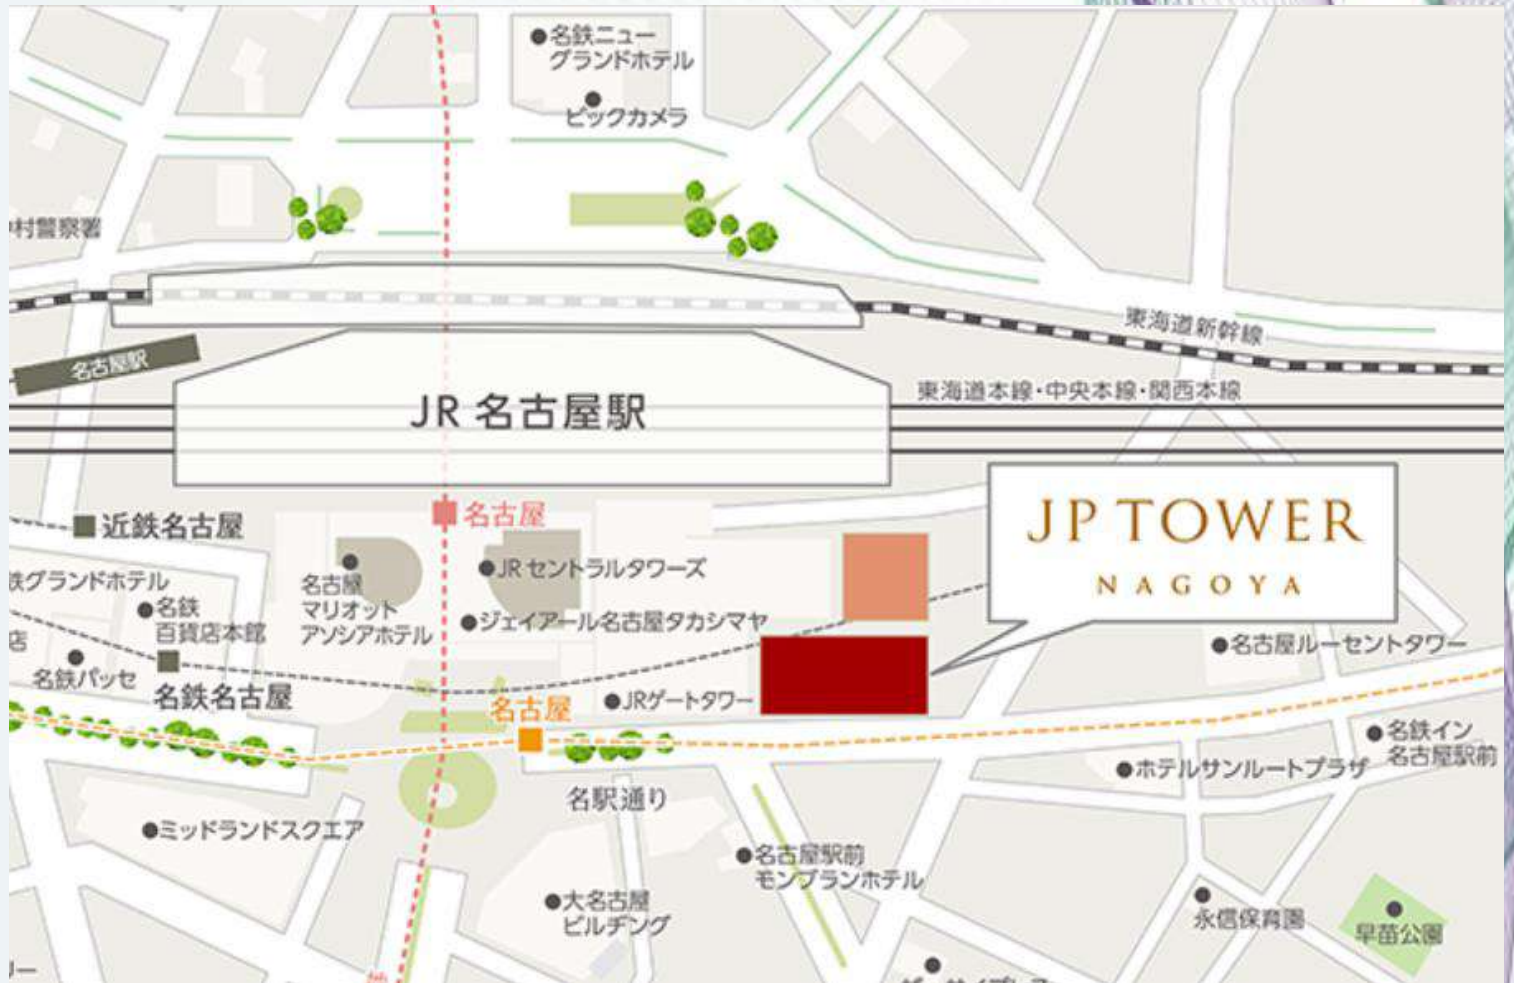 名鉄ニュー
グランドホテル
ビックカメラ
村警察署
東海道新幹線
名古屋駅
JR 名古屋駅
東海道本線・中央本線・関西本線
JP TOWER
NAGOYA
近鉄名古屋
名古屋
鉄グランドホテル
名古屋
マリオット
アソシアホテル
JR セントラルタワーズ
名鉄
百貨店本館
ジェイアール名古屋タカシマヤ
店
名鉄パッセ
名鉄名古屋
名古屋
JRゲートタワー
名古屋ルーセントタワー
名鉄イン
名古屋駅前
ホテルサンルートプラザ
名駅通り
ミッドランドスクエア
名古屋駅前
モンブランホテル
大名古屋
ビルヂング
永信保育園
早苗公園